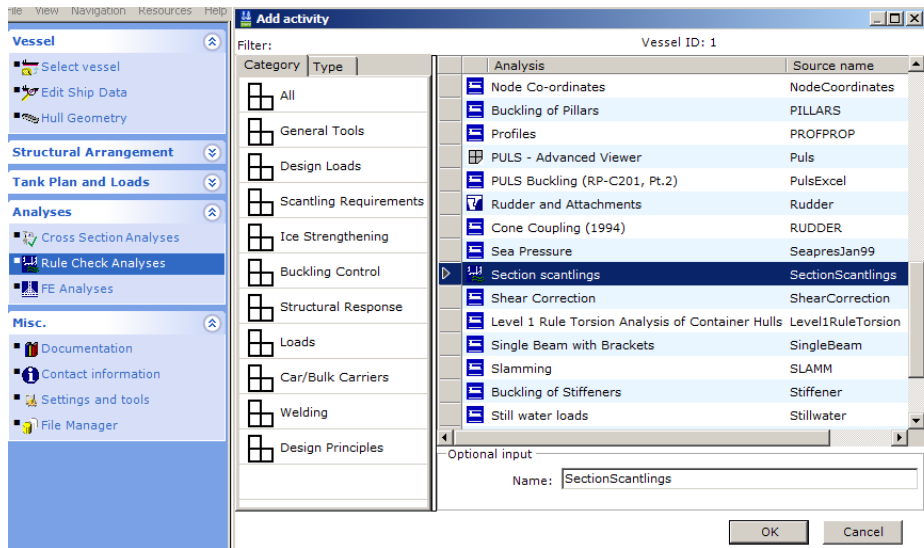 File View Navigation Resources Help
Add activity
Vessel
Select vessel
Edit Ship Data
Hull Geometry
Structural Arrangement
Tank Plan and Loads
Analyses
Cross Section Analyses
Rule Check Analyses
FE Analyses
Misc.
Documentation
Contact information
Settings and tools
File Manager
Filter:
Vessel ID: 1
Category Type
All
General Tools
Design Loads
Scantling Requirements
Ice Strengthening
Buckling Control
Structural Response
Loads
Car/Bulk Carriers
Welding
Design Principles
Analysis Source name
Node Co-ordinates NodeCoordinates
Buckling of Pillars PILLARS
Profiles PROFPROP
PULS - Advanced Viewer Puls
PULS Buckling (RP-C201, Pt.2) PulsExcel
Rudder and Attachments Rudder
Cone Coupling (1994) RUDDER
Sea Pressure SeapresJan99
Section scantlings SectionScantlings
Shear Correction ShearCorrection
Level 1 Rule Torsion Analysis of Container Hulls Level1RuleTorsion
Single Beam with Brackets SingleBeam
Slamming SLAMM
Buckling of Stiffeners Stiffener
Still water loads Stillwater
Optional input
Name: SectionScantlings
OK Cancel